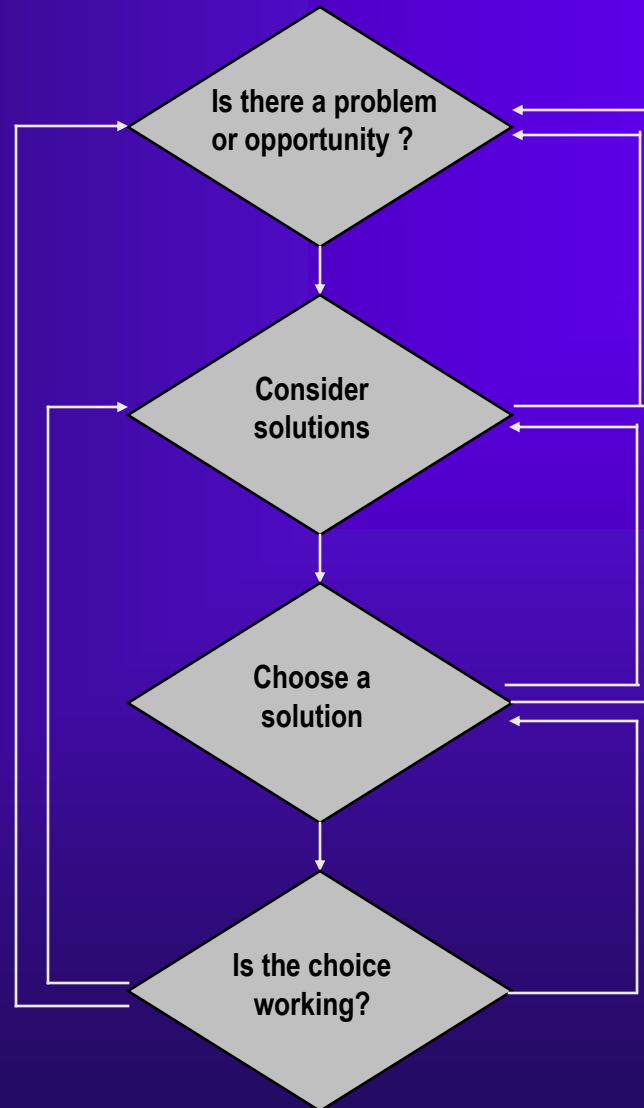 Is there a problem
or opportunity ?
Consider
solutions
Choose a
solution
Is the choice
working?